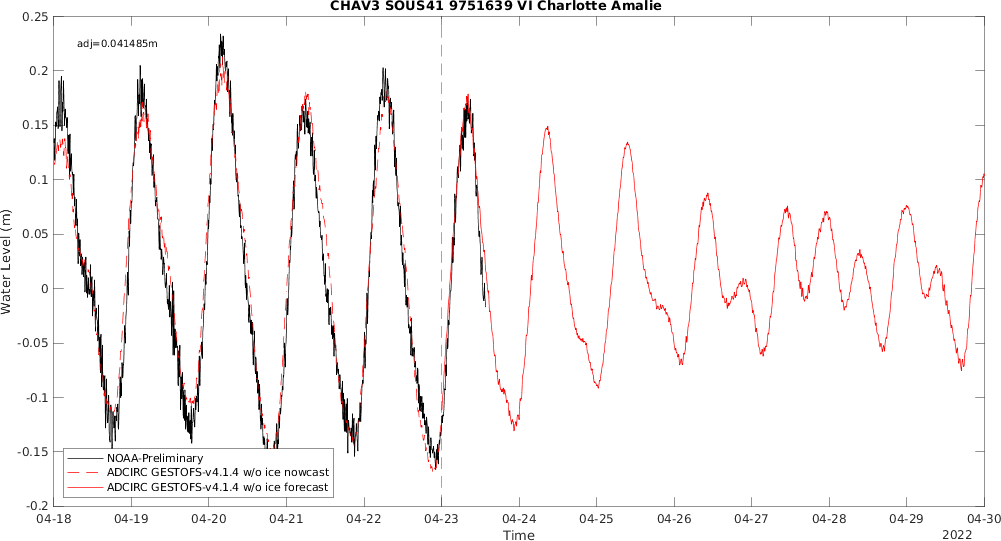 CHAV3 SOUS41 9751639 VI Charlotte Amalie
0.25
adj=0.041485m
0.2
0.15
0.1
0.05
0
-0.05
-0.1
-0.15
-0.2
Water Level (m)
NOAA-Preliminary
ADCIRC GESTOFS-v4.1.4 w/o ice nowcast
ADCIRC GESTOFS-v4.1.4 w/o ice forecast
04-18 04-19 04-20 04-21 04-22 04-23 04-24 04-25 04-26 04-27 04-28 04-29 04-30
Time
2022